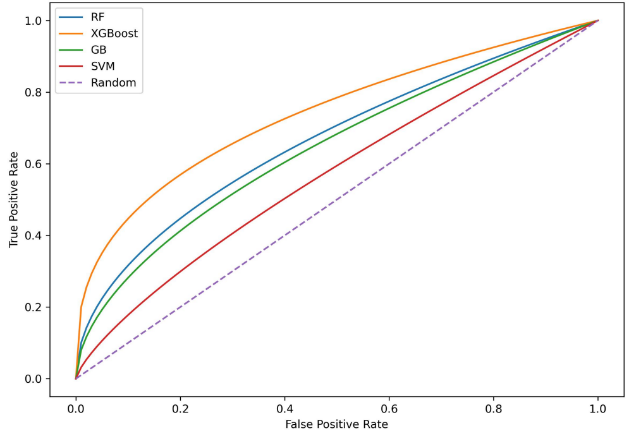 RF
XGBoost
GB
SVM
Random
True Positive Rate
1.0
0.8
0.6
0.4
0.2
0.0
0.0 0.2 0.4 0.6 0.8 1.0
False Positive Rate